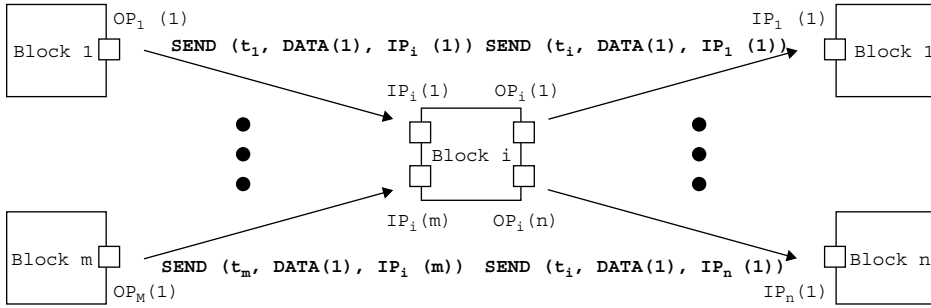 OP₁ (1) IP₁ (1)
Block 1 SEND (t₁, DATA(1), IPᵢ (1)) SEND (tᵢ, DATA(1), IP₁ (1)) Block 1
IPᵢ(1) OPᵢ(1)
Block i
IPᵢ(m) OPᵢ(n)
Block m SEND (tₘ, DATA(1), IPᵢ (m)) SEND (tᵢ, DATA(1), IPₙ (1)) Block n
OP_M(1) IPₙ(1)